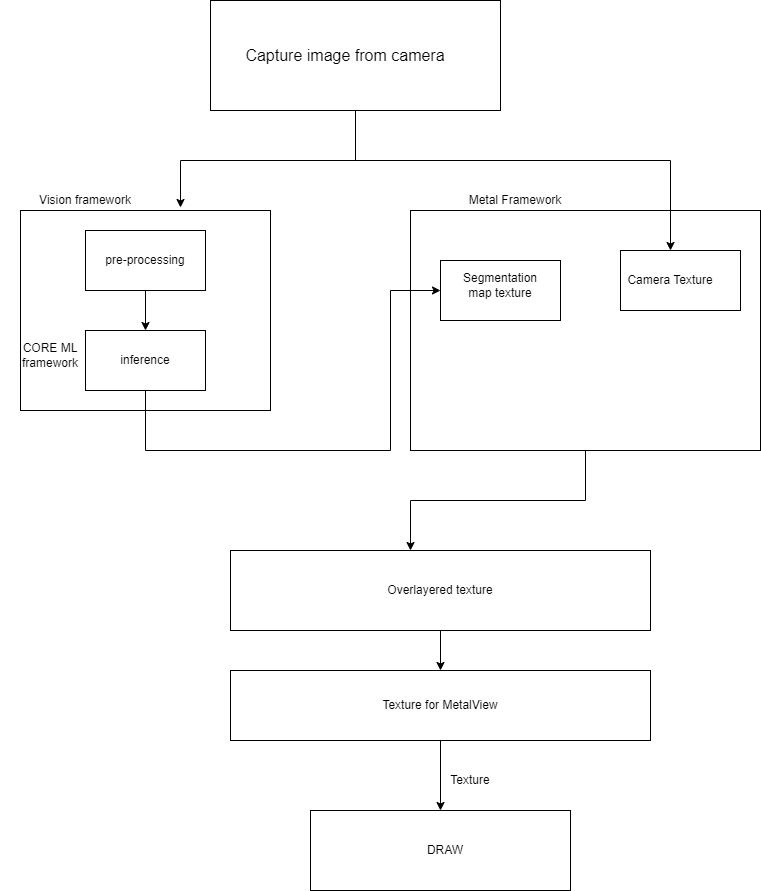 Capture image from camera
Vision framework
Metal Framework
pre-processing
Segmentation
map texture
Camera Texture
CORE ML
framework
inference
Overlayered texture
Texture for MetalView
Texture
DRAW